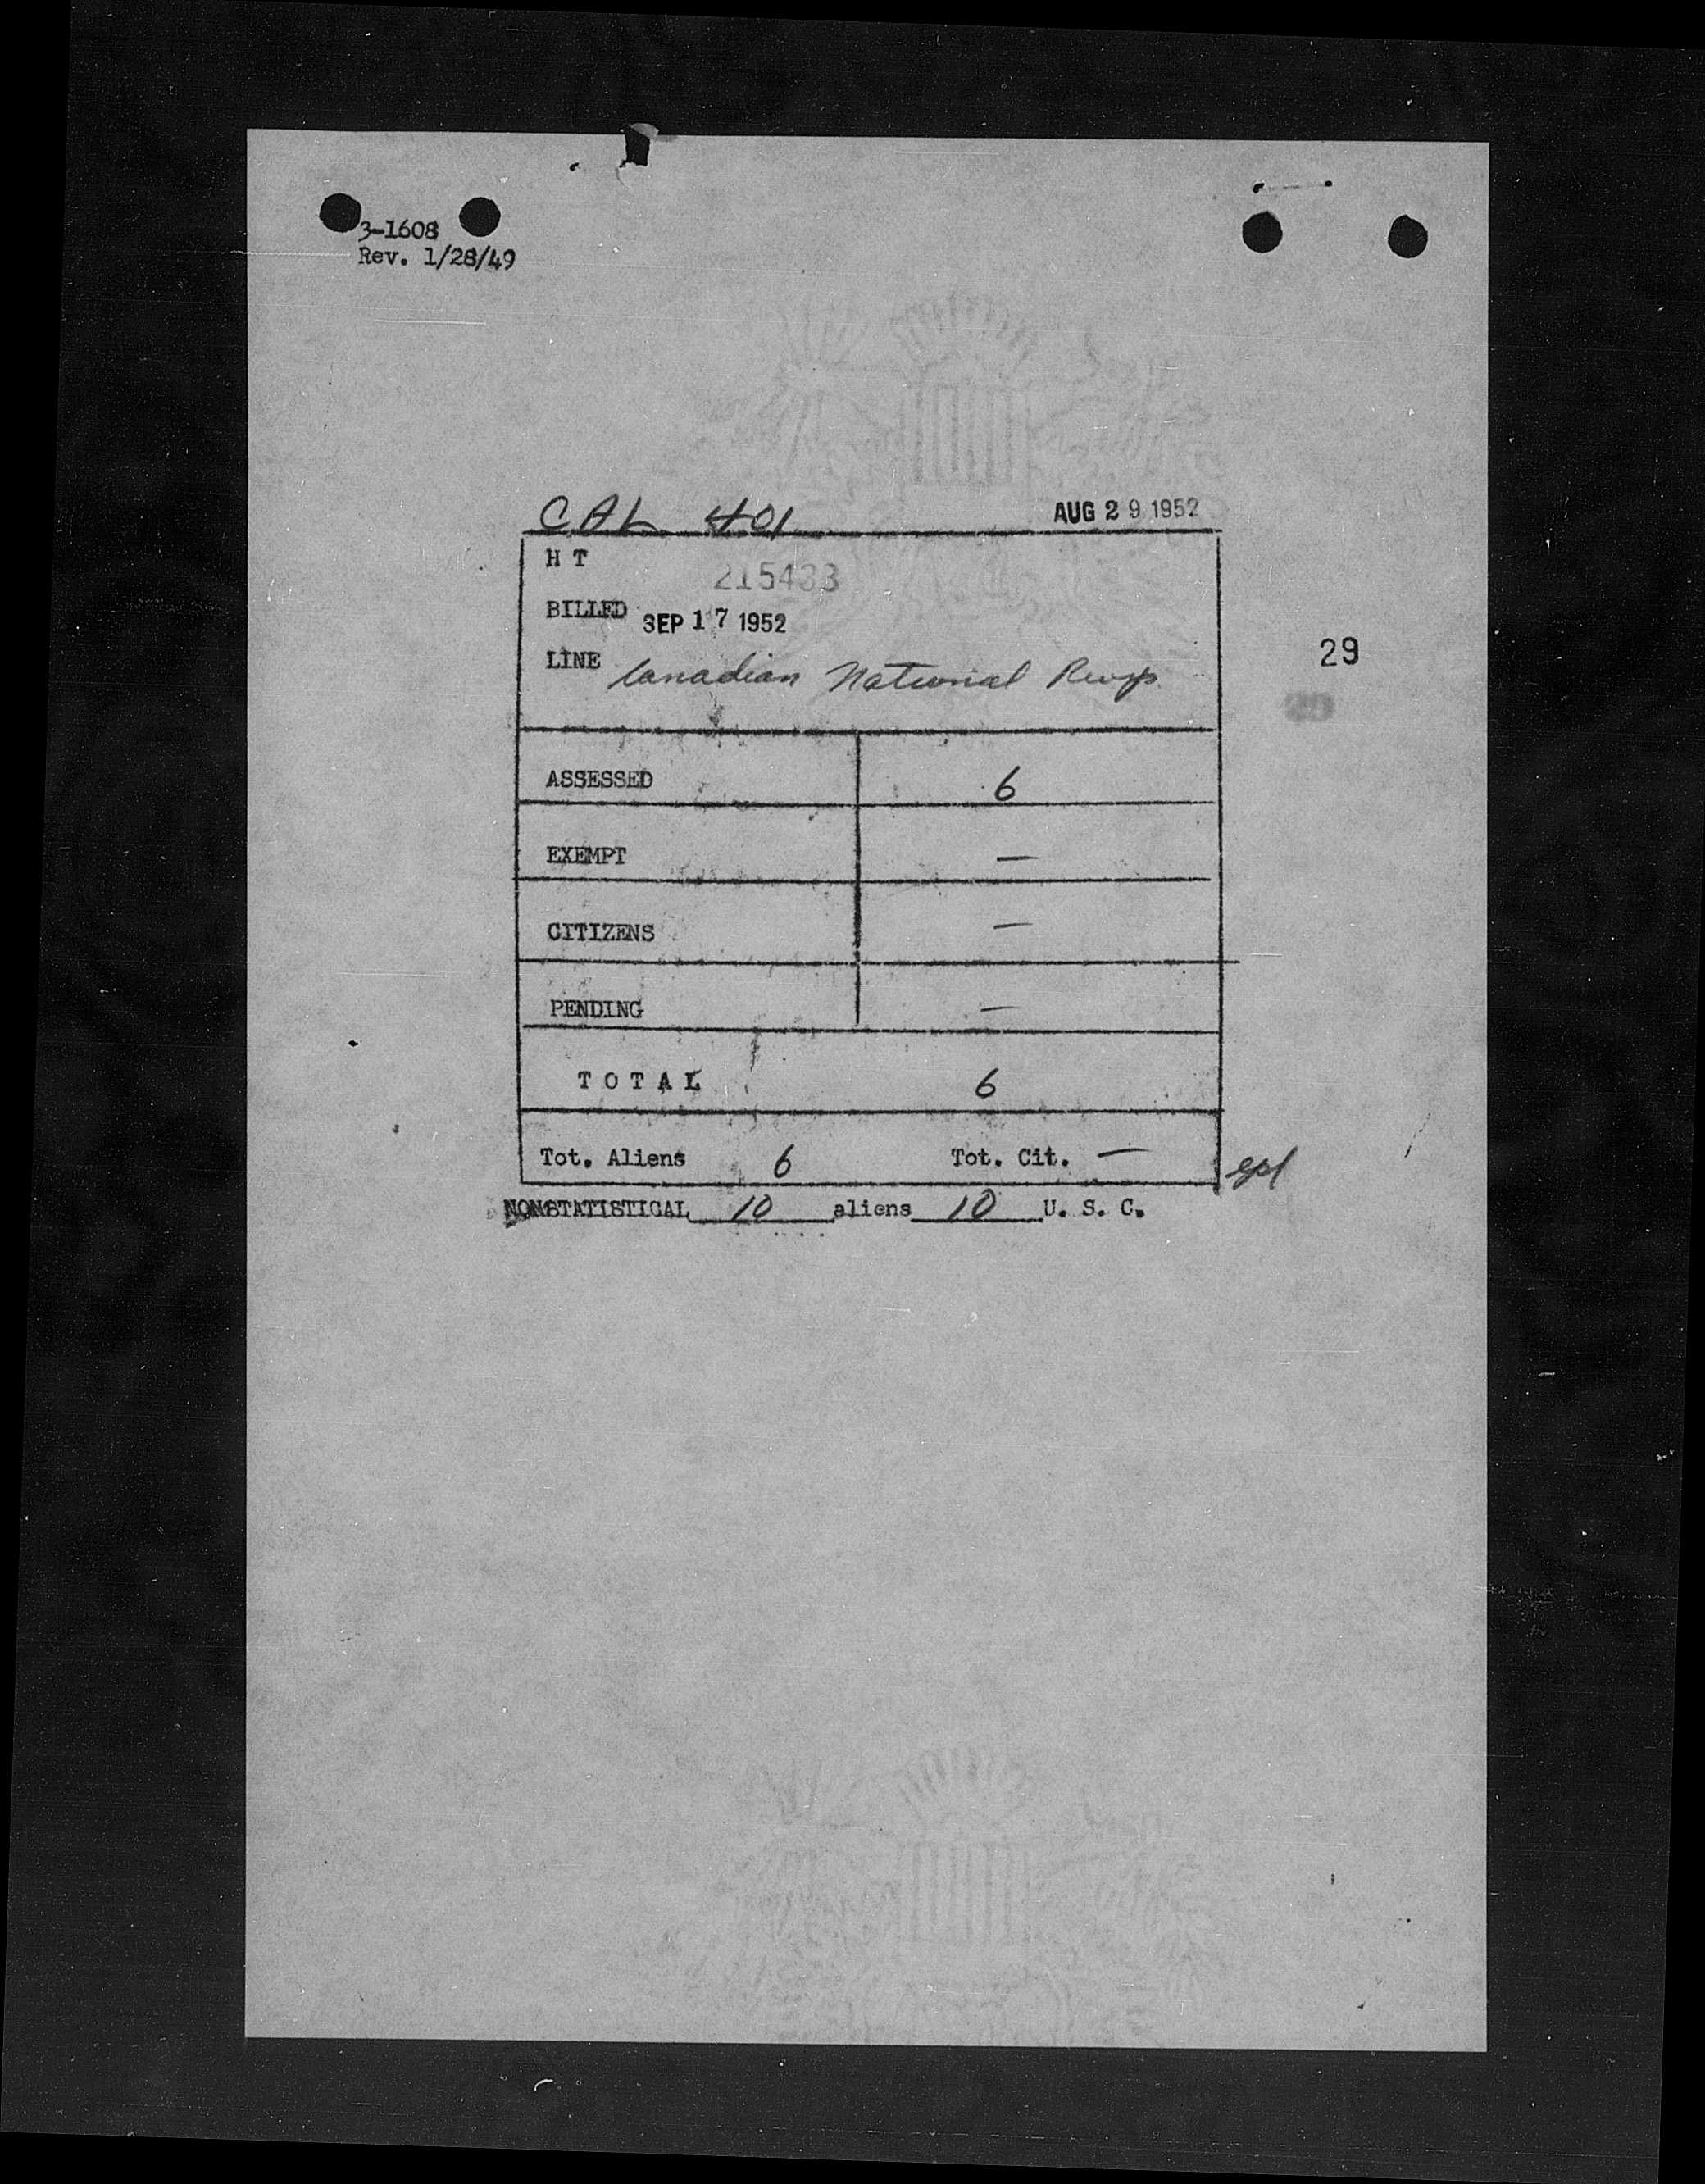 3-1608
Rev. 1/28/49
CAL 401 AUG 29 1952
H T
215433
BILLED SEP 17 1952
LINE Canadian National Rwys
29
ASSESSED 6
EXEMPT —
CITIZENS —
PENDING —
TOTAL 6
Tot. Aliens 6 Tot. Cit. —
NONSTATISTICAL 10 aliens 10 U. S. C.